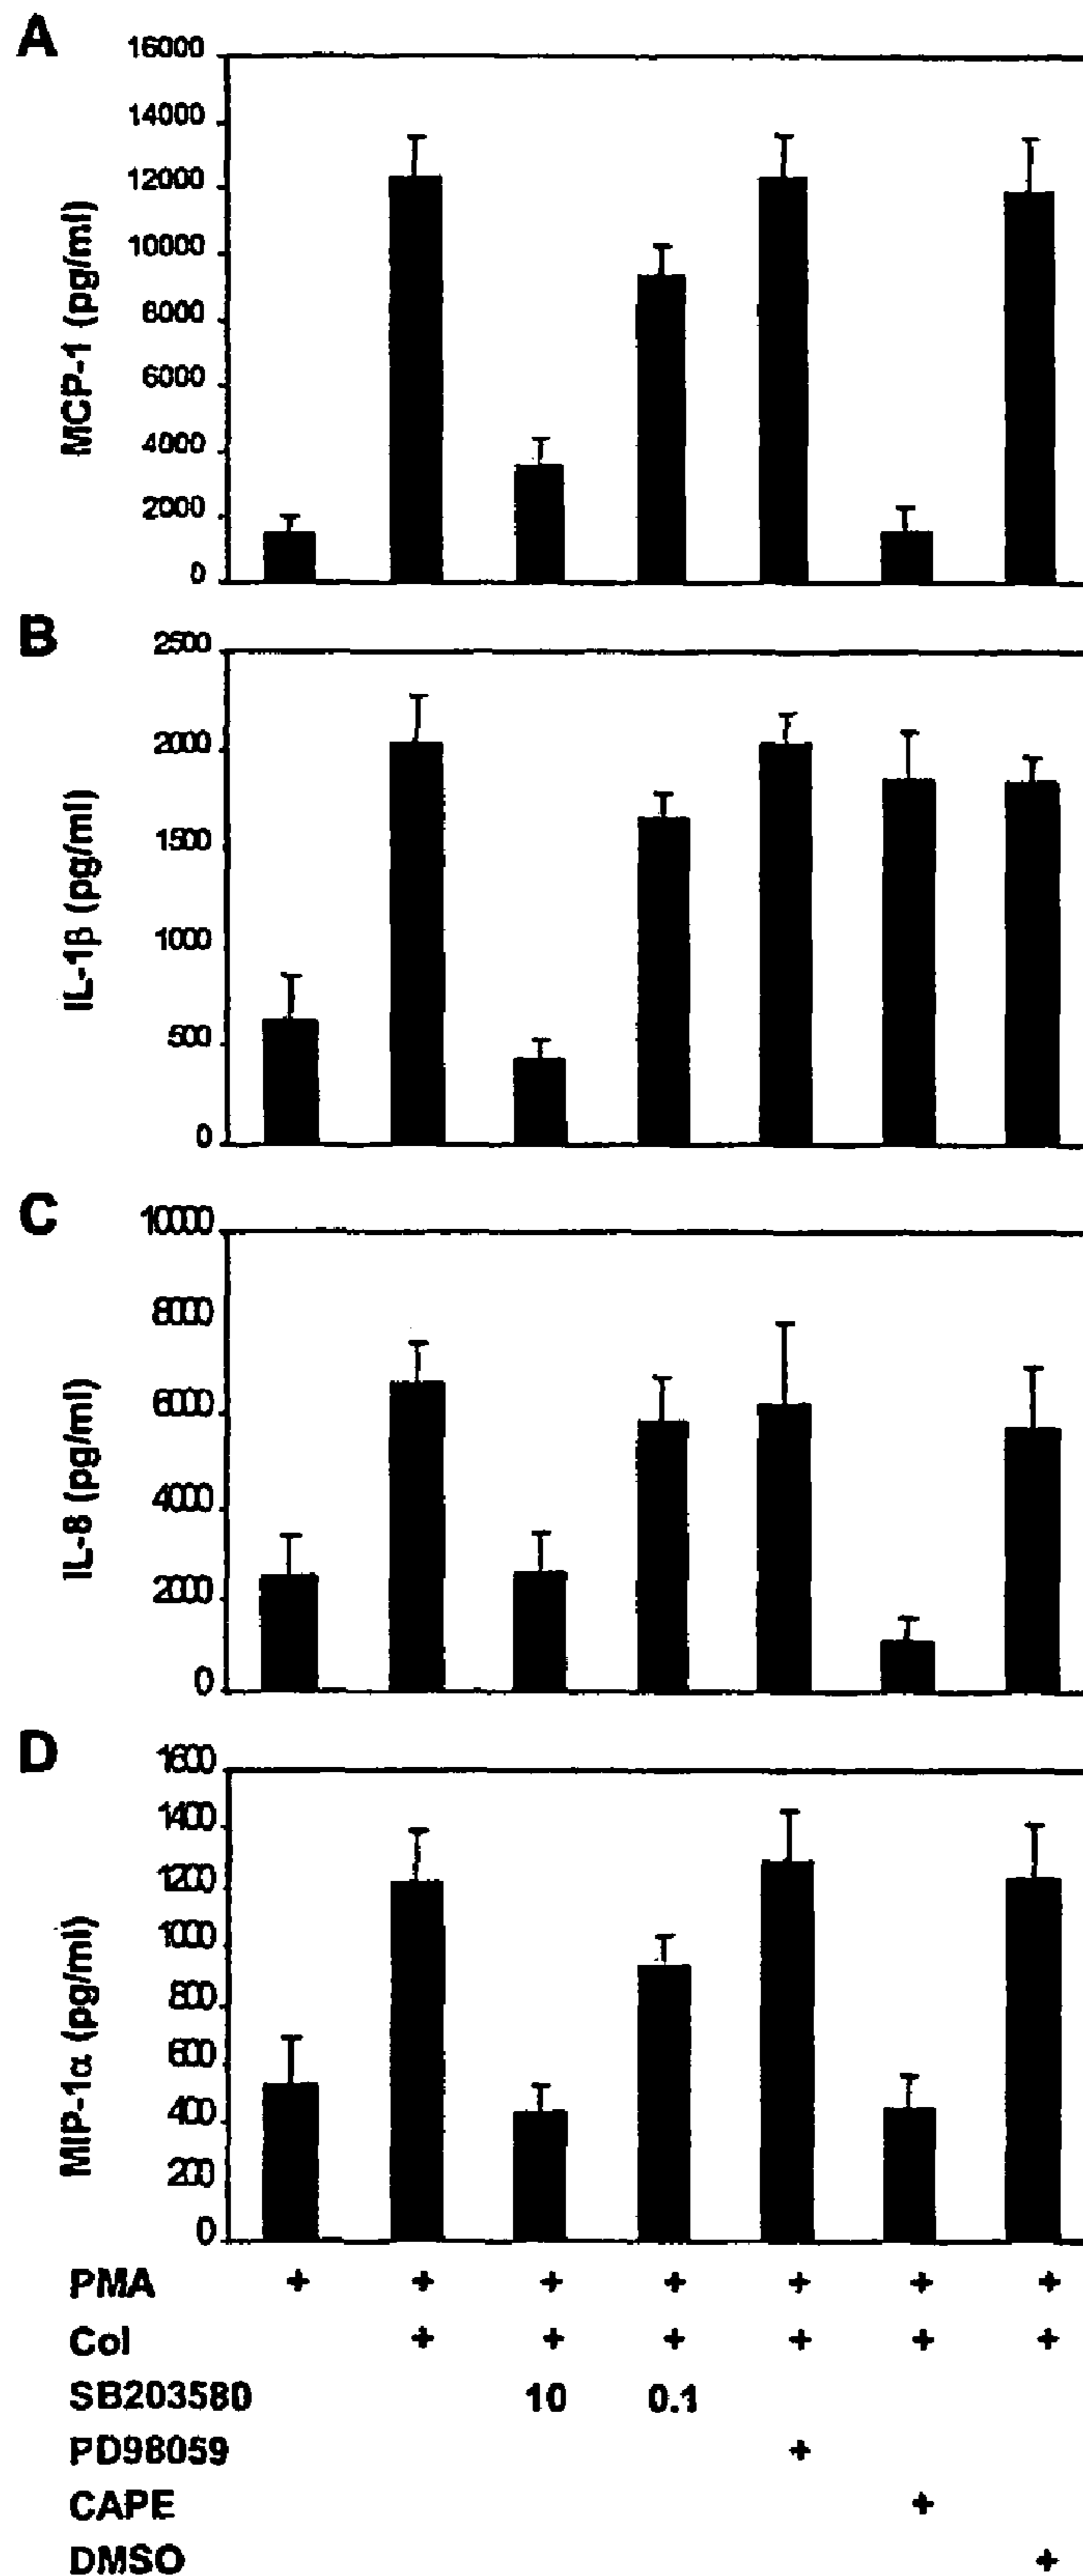 A
MCP-1 (pg/ml)
16000
14000
12000
10000
8000
6000
4000
2000
0
B
IL-1β (pg/ml)
2500
2000
1500
1000
500
0
C
IL-8 (pg/ml)
10000
8000
6000
4000
2000
0
D
MIP-1α (pg/ml)
1600
1400
1200
1000
800
600
400
200
0
PMA + + + + + + +
Col + + + + + +
SB203580 10 0.1
PD98059 +
CAPE +
DMSO +